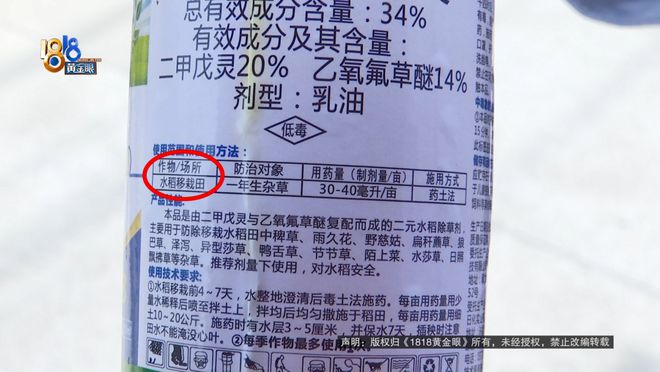 1818
黄金眼
总有效成分含量：34%
有效成分及其含量：
二甲戊灵20% 乙氧氟草醚14%
剂型：乳油
低毒
使用范围和使用方法：
作物/场所 防治对象 用药量（制剂量/亩） 施用方式
水稻移栽田 一年生杂草 30-40毫升/亩 药土法
产品性能：
本品是由二甲戊灵与乙氧氟草醚复配而成的二元水稻除草剂，
主要用于防除移栽水稻田中稗草、雨久花、野慈姑、扁秆藨草、狼
巴草、泽泻、异型莎草、鸭舌草、节节草、陌上菜、水莎草、日照
飘拂草等杂草。推荐剂量下使用，对水稻安全。
使用技术要求：
①水稻移栽前4~7天，水整地澄清后毒土法施药。每亩用药量用少
量水稀释后喷至拌土上，拌均后均匀撒施于稻田，每亩用药量用细
土10~20公斤。施药时有水层3~5厘米，并保水7天，插秧时注意
田水不能淹没心叶。②每季作物最多使用
声明：版权归《1818黄金眼》所有，未经授权，禁止改编转载